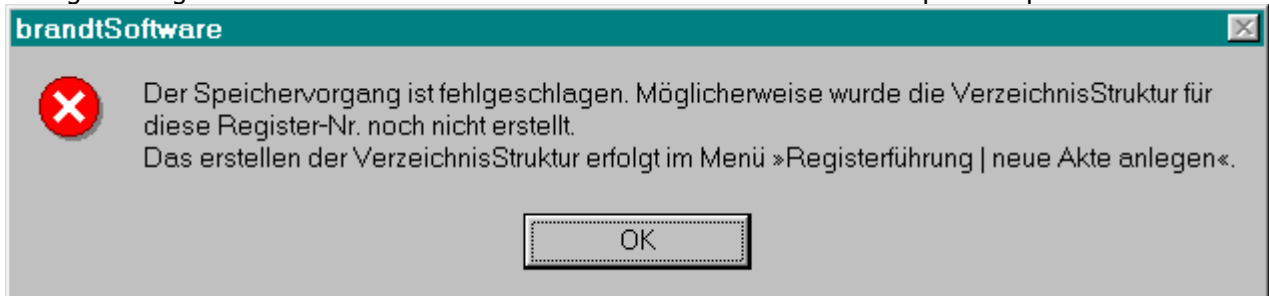 brandtSoftware
Der Speichervorgang ist fehlgeschlagen. Möglicherweise wurde die VerzeichnisStruktur für
diese Register-Nr. noch nicht erstellt.
Das erstellen der VerzeichnisStruktur erfolgt im Menü »Registerführung | neue Akte anlegen«.
OK